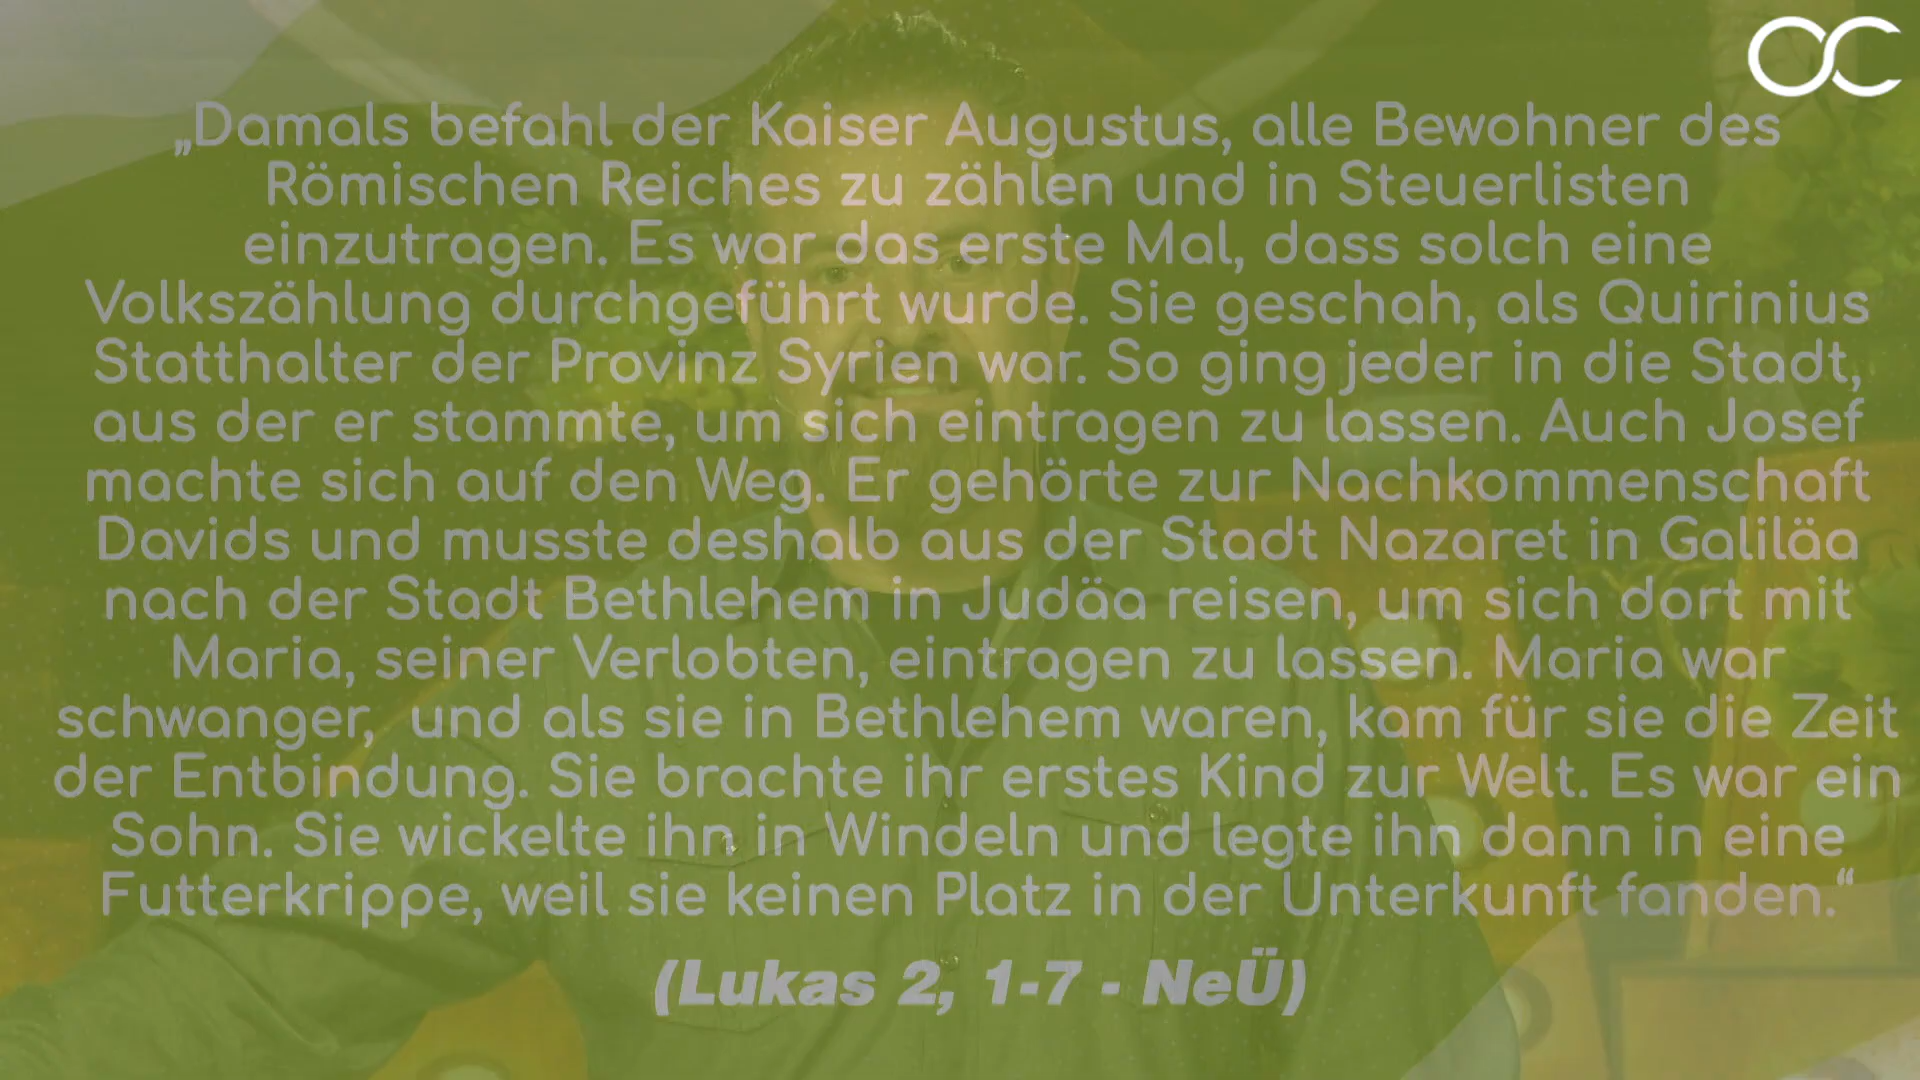 OC
„Damals befahl der Kaiser Augustus, alle Bewohner des
Römischen Reiches zu zählen und in Steuerlisten
einzutragen. Es war das erste Mal, dass solch eine
Volkszählung durchgeführt wurde. Sie geschah, als Quirinius
Statthalter der Provinz Syrien war. So ging jeder in die Stadt,
aus der er stammte, um sich eintragen zu lassen. Auch Josef
machte sich auf den Weg. Er gehörte zur Nachkommenschaft
Davids und musste deshalb aus der Stadt Nazaret in Galiläa
nach der Stadt Bethlehem in Judäa reisen, um sich dort mit
Maria, seiner Verlobten, eintragen zu lassen. Maria war
schwanger,  und als sie in Bethlehem waren, kam für sie die Zeit
der Entbindung. Sie brachte ihr erstes Kind zur Welt. Es war ein
Sohn. Sie wickelte ihn in Windeln und legte ihn dann in eine
Futterkrippe, weil sie keinen Platz in der Unterkunft fanden.“
(Lukas 2, 1-7 - NeÜ)